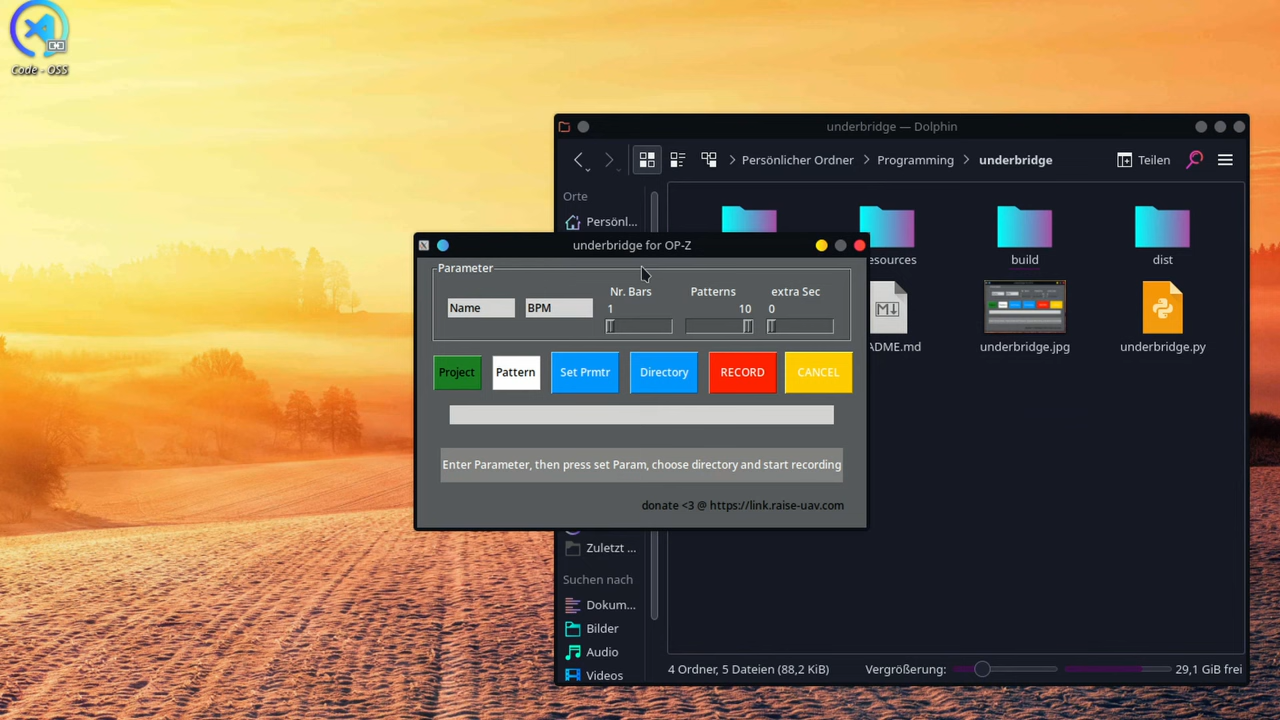 Code - OSS
underbridge — Dolphin
Persönlicher Ordner
Programming
underbridge
Teilen
Orte
Persönl...
build
dist
underbridge.jpg
underbridge.py
underbridge for OP-Z
Parameter
Name
BPM
Nr. Bars
Patterns
extra Sec
1
10
0
Project
Pattern
Set Prmtr
Directory
RECORD
CANCEL
Enter Parameter, then press set Param, choose directory and start recording
donate <3 @ https://link.raise-uav.com
Zuletzt ...
Suchen nach
Dokum...
Bilder
Audio
Videos
4 Ordner, 5 Dateien (88,2 KiB)
Vergrößerung:
29,1 GiB frei